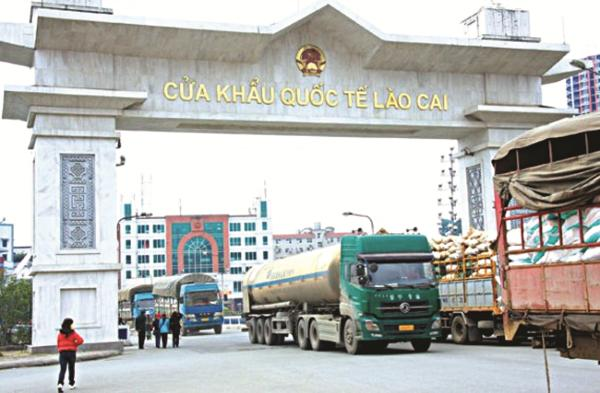 CỬA KHẨU QUỐC TẾ LÀO CAI